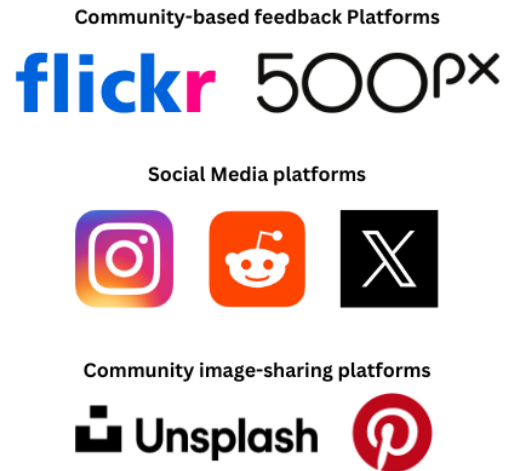 Community-based feedback Platforms
flickr 500px
Social Media platforms
Community image-sharing platforms
Unsplash